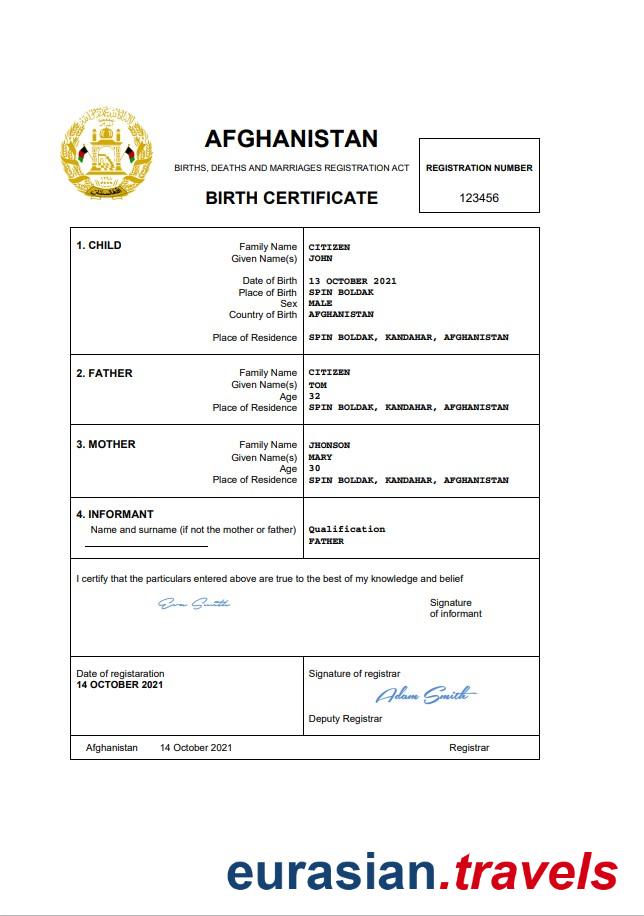 AFGHANISTAN
BIRTHS, DEATHS AND MARRIAGES REGISTRATION ACT
BIRTH CERTIFICATE
REGISTRATION NUMBER
123456
1. CHILD
Family Name CITIZEN
Given Name(s) JOHN
Date of Birth 13 OCTOBER 2021
Place of Birth SPIN BOLDAK
Sex MALE
Country of Birth AFGHANISTAN
Place of Residence SPIN BOLDAK, KANDAHAR, AFGHANISTAN
2. FATHER
Family Name CITIZEN
Given Name(s) TOM
Age 32
Place of Residence SPIN BOLDAK, KANDAHAR, AFGHANISTAN
3. MOTHER
Family Name JHONSON
Given Name(s) MARY
Age 30
Place of Residence SPIN BOLDAK, KANDAHAR, AFGHANISTAN
4. INFORMANT
Name and surname (if not the mother or father) Qualification
FATHER
I certify that the particulars entered above are true to the best of my knowledge and belief
Eva Smith Signature
of informant
Date of registaration
14 OCTOBER 2021
Signature of registrar
Adam Smith
Deputy Registrar
Afghanistan 14 October 2021 Registrar
eurasian.travels